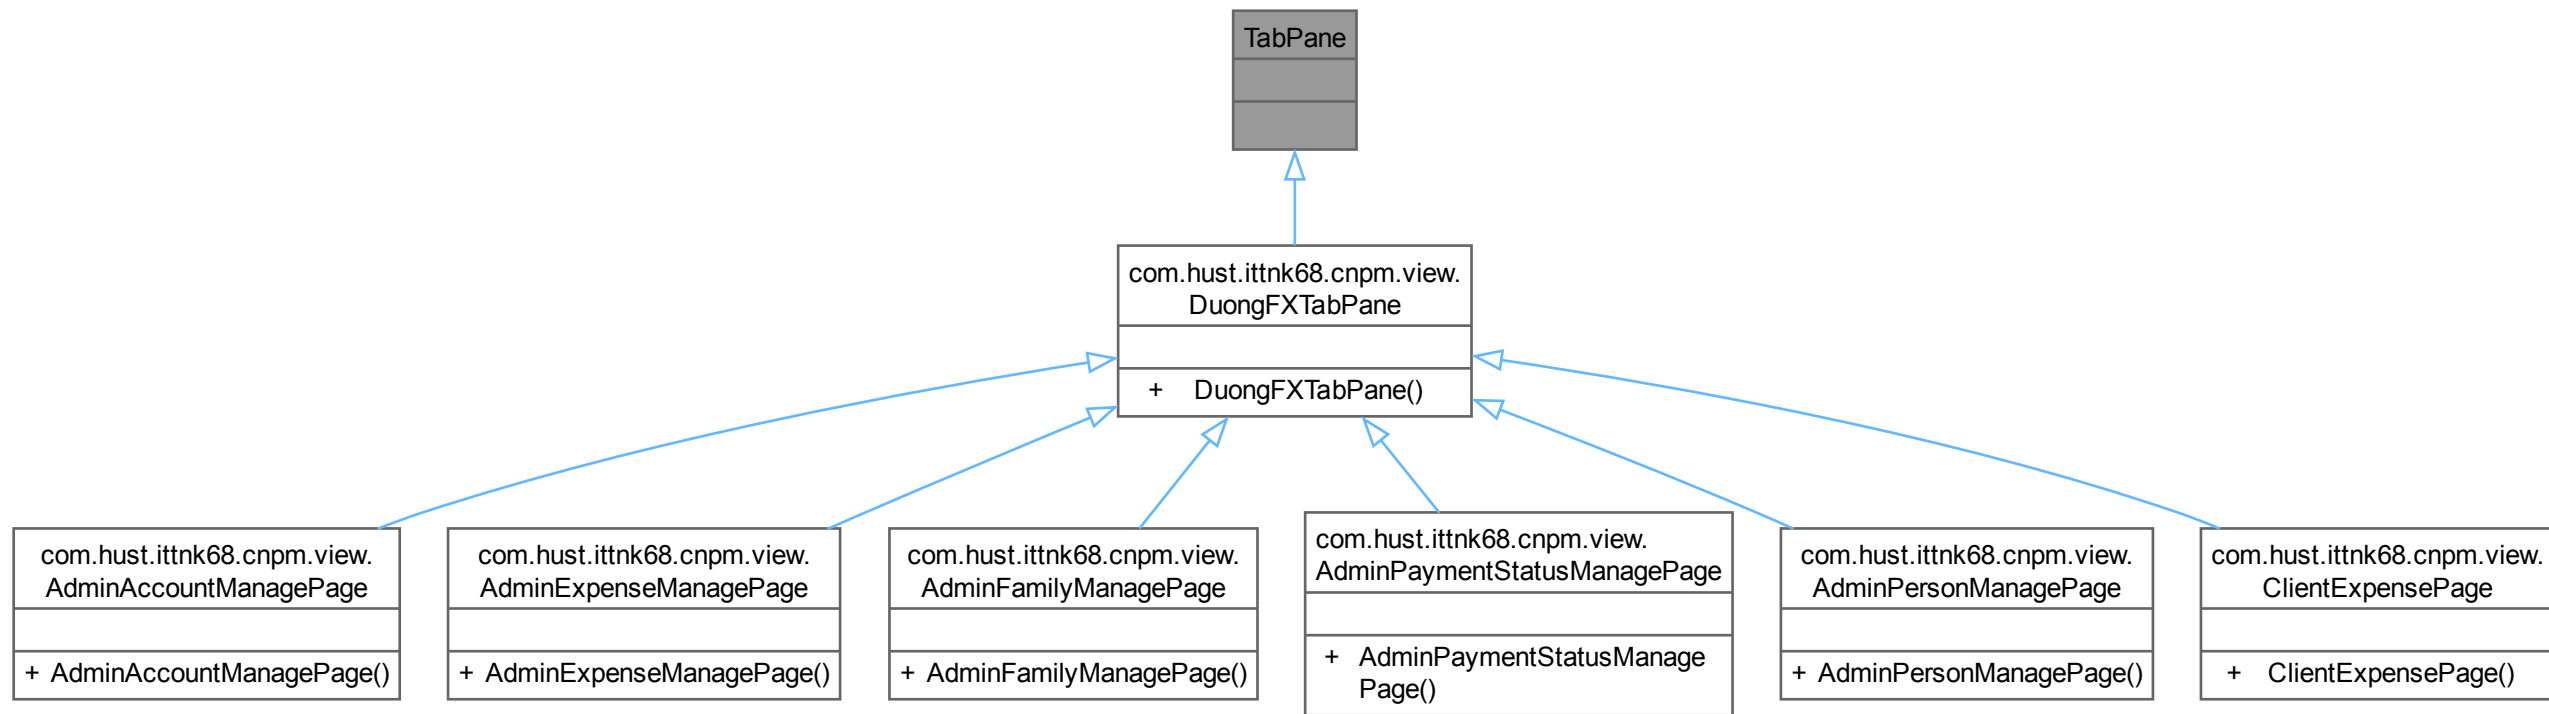 TabPane
com.hust.ittnk68.cnpm.view.
DuongFXTabPane
+ DuongFXTabPane()
com.hust.ittnk68.cnpm.view.
AdminAccountManagePage
+ AdminAccountManagePage()
com.hust.ittnk68.cnpm.view.
AdminExpenseManagePage
+ AdminExpenseManagePage()
com.hust.ittnk68.cnpm.view.
AdminFamilyManagePage
+ AdminFamilyManagePage()
com.hust.ittnk68.cnpm.view.
AdminPaymentStatusManagePage
+ AdminPaymentStatusManage
Page()
com.hust.ittnk68.cnpm.view.
AdminPersonManagePage
+ AdminPersonManagePage()
com.hust.ittnk68.cnpm.view.
ClientExpensePage
+ ClientExpensePage()